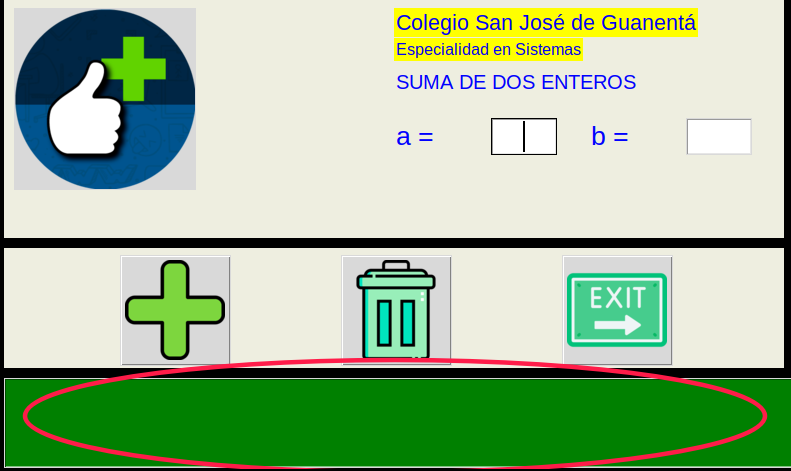 Colegio San José de Guanentá
Especialidad en Sistemas
SUMA DE DOS ENTEROS
a = b =
EXIT